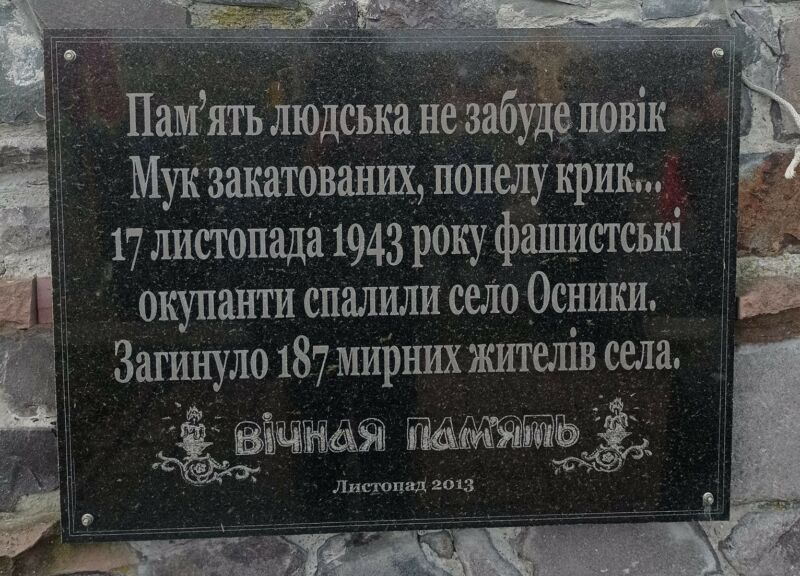 Пам’ять людська не забуде повік
Мук закатованих, попелу крик...
17 листопада 1943 року фашистські
окупанти спалили село Осники.
Загинуло 187 мирних жителів села.
вічная пам'ять
Листопад 2013